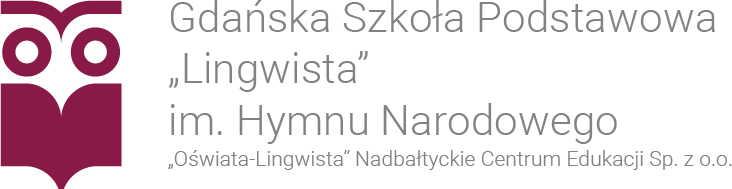 Gdańska Szkoła Podstawowa
„Lingwista”
im. Hymnu Narodowego
„Oświata-Lingwista” Nadbałtyckie Centrum Edukacji Sp. z o.o.